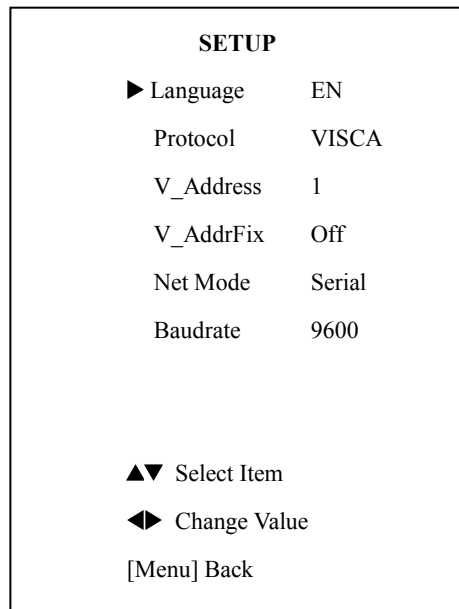 SETUP
▶ Language EN
Protocol VISCA
V_Address 1
V_AddrFix Off
Net Mode Serial
Baudrate 9600
▲▼ Select Item
◀▶ Change Value
[Menu] Back